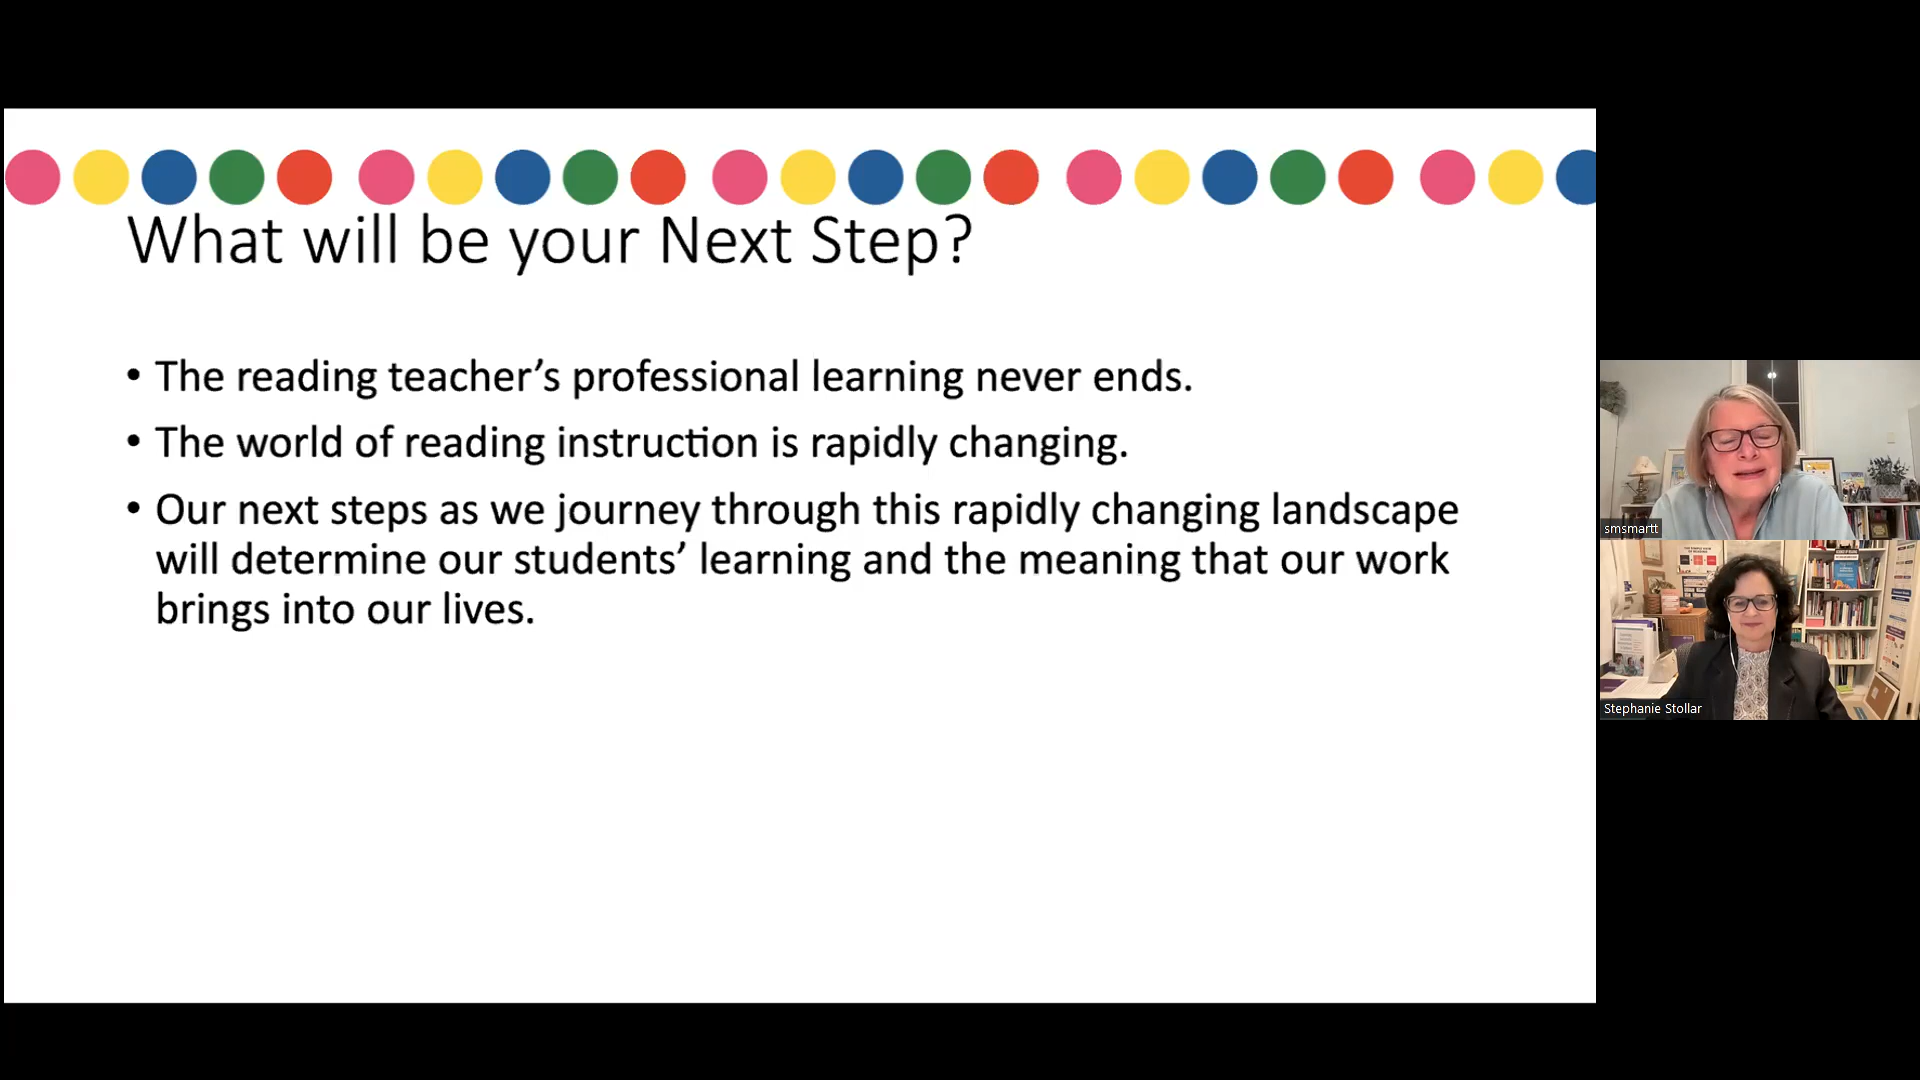 What will be your Next Step?
• The reading teacher’s professional learning never ends.
• The world of reading instruction is rapidly changing.
• Our next steps as we journey through this rapidly changing landscape
will determine our students’ learning and the meaning that our work
brings into our lives.
smsmartt
Stephanie Stollar